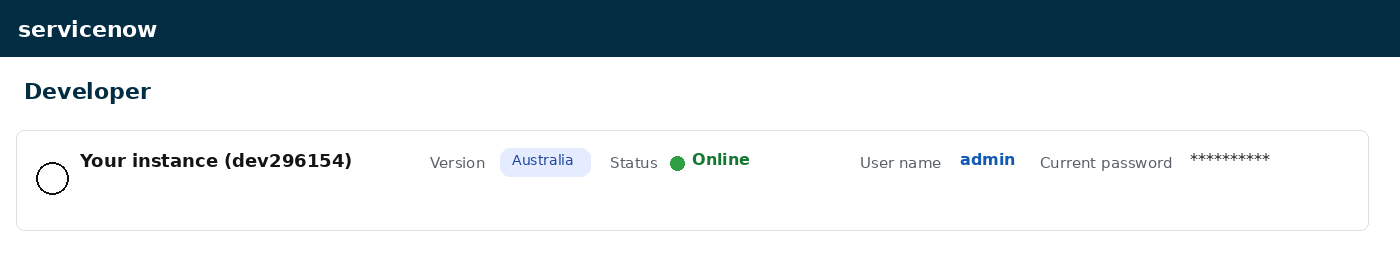 servicenow
Developer
Your instance (dev296154) Version Australia Status Online User name admin Current password **********